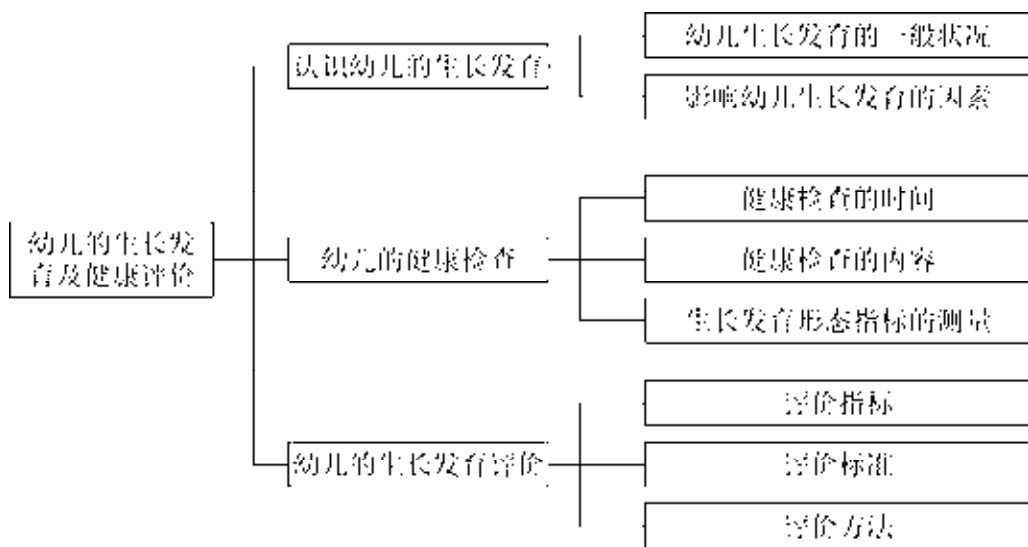 幼儿生长发育的一般状况
认识幼儿的生长发育
影响幼儿生长发育的因素
健康检查的时间
幼儿的生长发
育及健康评价
幼儿的健康检查
健康检查的内容
生长发育形态指标的测量
评价指标
幼儿的生长发育评价
评价标准
评价方法